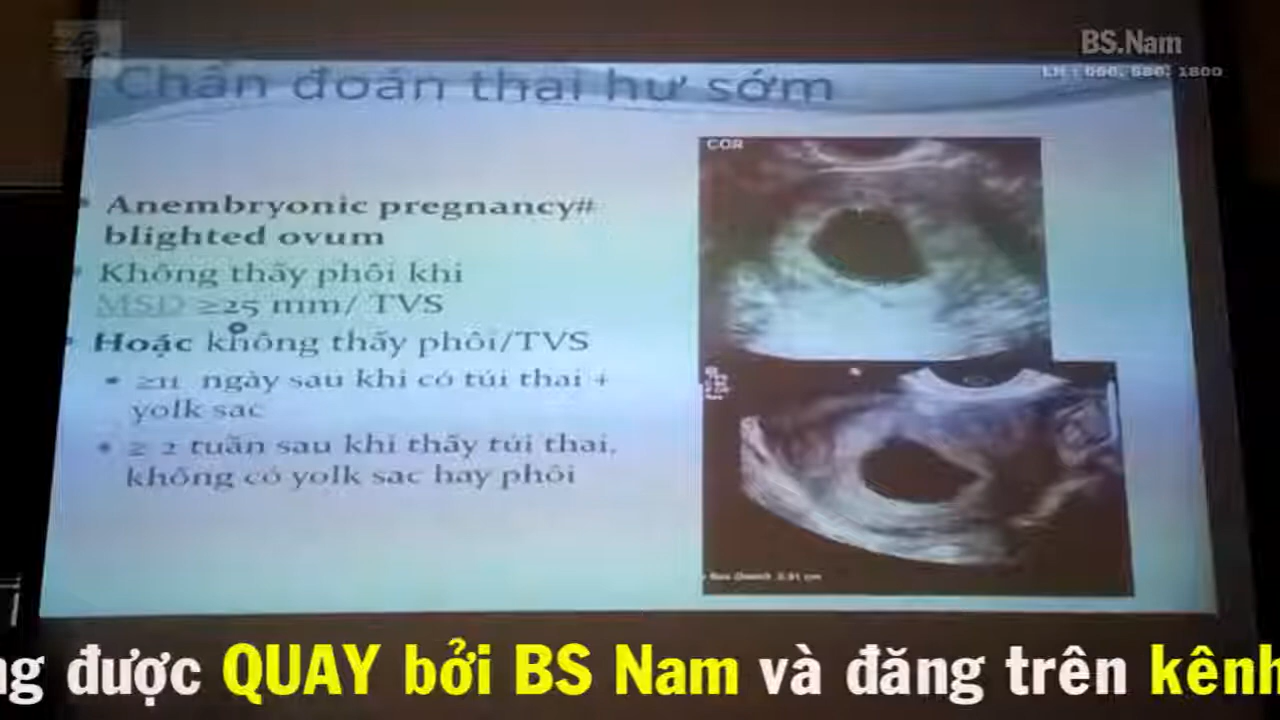 BS.Nam
Chẩn đoán thai hư sớm
COR
Anembryonic pregnancy#
blighted ovum
Không thấy phôi khi
MSD ≥25 mm/ TVS
Hoặc không thấy phôi/TVS
≥11 ngày sau khi có túi thai +
yolk sac
≥ 2 tuần sau khi thấy túi thai,
không có yolk sac hay phôi
ng được QUAY bởi BS Nam và đăng trên kênh